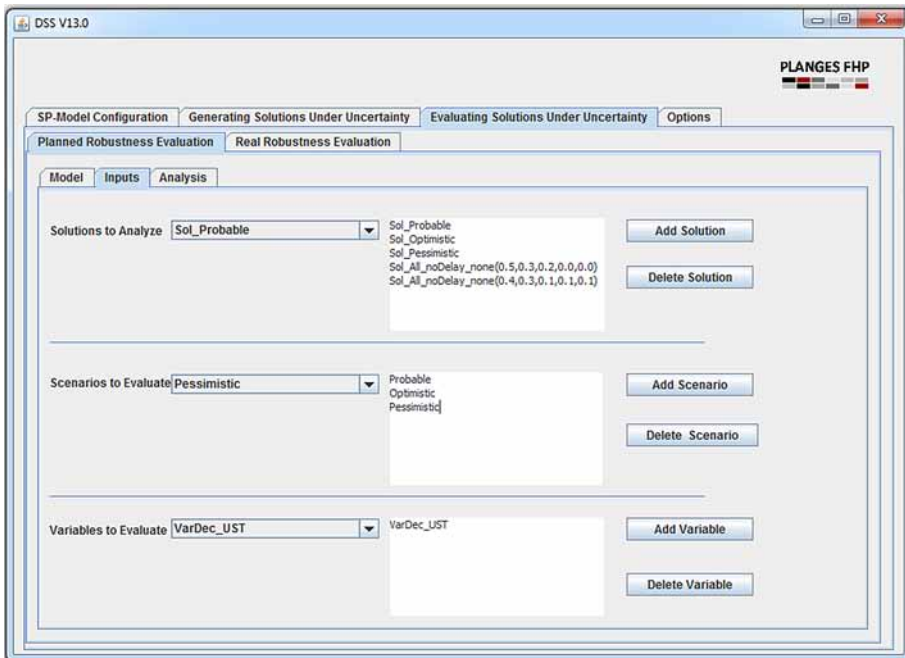 DSS V13.0
PLANGES FHP
SP-Model Configuration Generating Solutions Under Uncertainty Evaluating Solutions Under Uncertainty Options
Planned Robustness Evaluation Real Robustness Evaluation
Model Inputs Analysis
Solutions to Analyze Sol_Probable
Sol_Probable
Sol_Optimistic
Sol_Pessimistic
Sol_All_noDelay_none(0.5,0.3,0.2,0.0,0.0)
Sol_All_noDelay_none(0.4,0.3,0.1,0.1,0.1)
Add Solution
Delete Solution
Scenarios to Evaluate Pessimistic
Probable
Optimistic
Pessimistic
Add Scenario
Delete Scenario
Variables to Evaluate VarDec_UST
VarDec_UST
Add Variable
Delete Variable